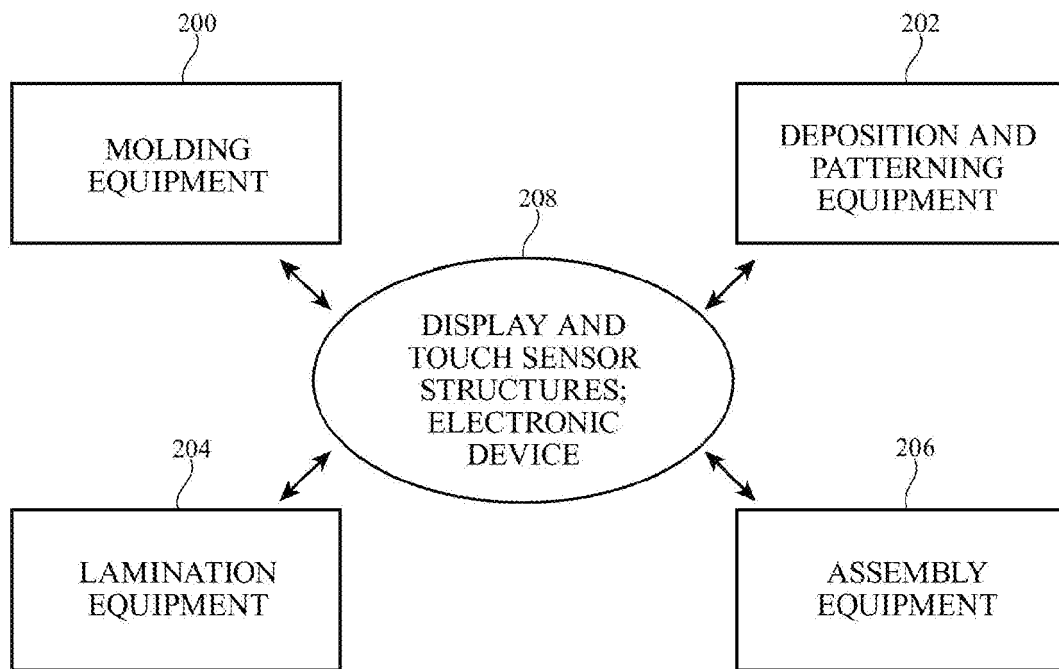 200
202
MOLDING
EQUIPMENT
DEPOSITION AND
PATTERNING
EQUIPMENT
208
DISPLAY AND
TOUCH SENSOR
STRUCTURES;
ELECTRONIC
DEVICE
204
206
LAMINATION
EQUIPMENT
ASSEMBLY
EQUIPMENT